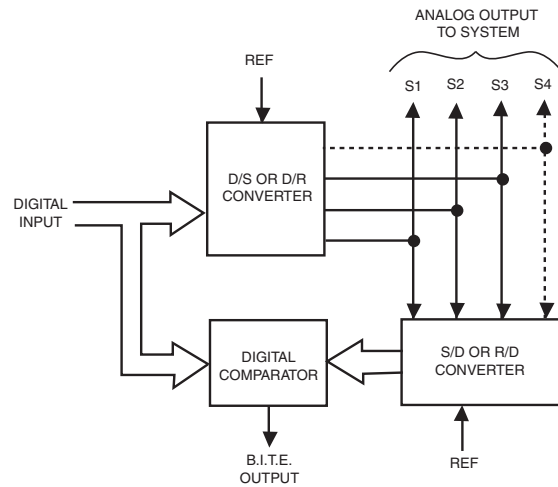 ANALOG OUTPUT
TO SYSTEM
REF
S1 S2 S3 S4
D/S OR D/R
CONVERTER
DIGITAL
INPUT
DIGITAL
COMPARATOR
S/D OR R/D
CONVERTER
B.I.T.E.
OUTPUT
REF